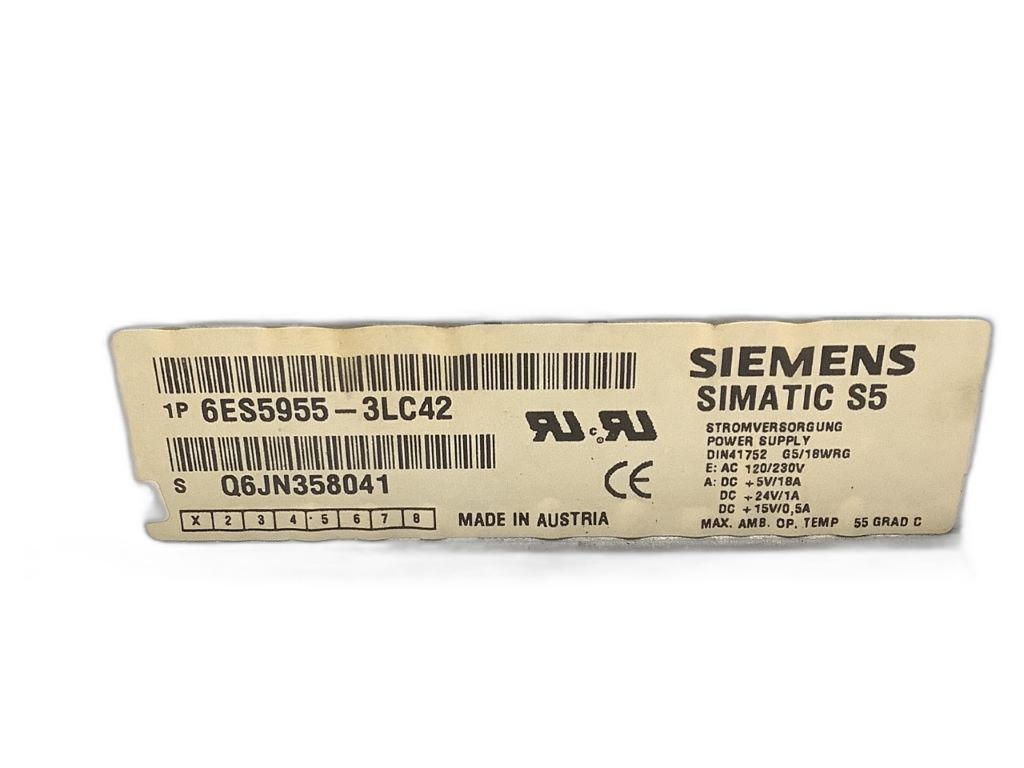 1P 6ES5955-3LC42
S Q6JN358041
X 2 3 4 5 6 7 8
MADE IN AUSTRIA
c
CE
SIEMENS
SIMATIC S5
STROMVERSORGUNG
POWER SUPPLY
DIN41752 G5/18WRG
E: AC 120/230V
A: DC +5V/18A
DC +24V/1A
DC +15V/0,5A
MAX. AMB. OP. TEMP 55 GRAD C